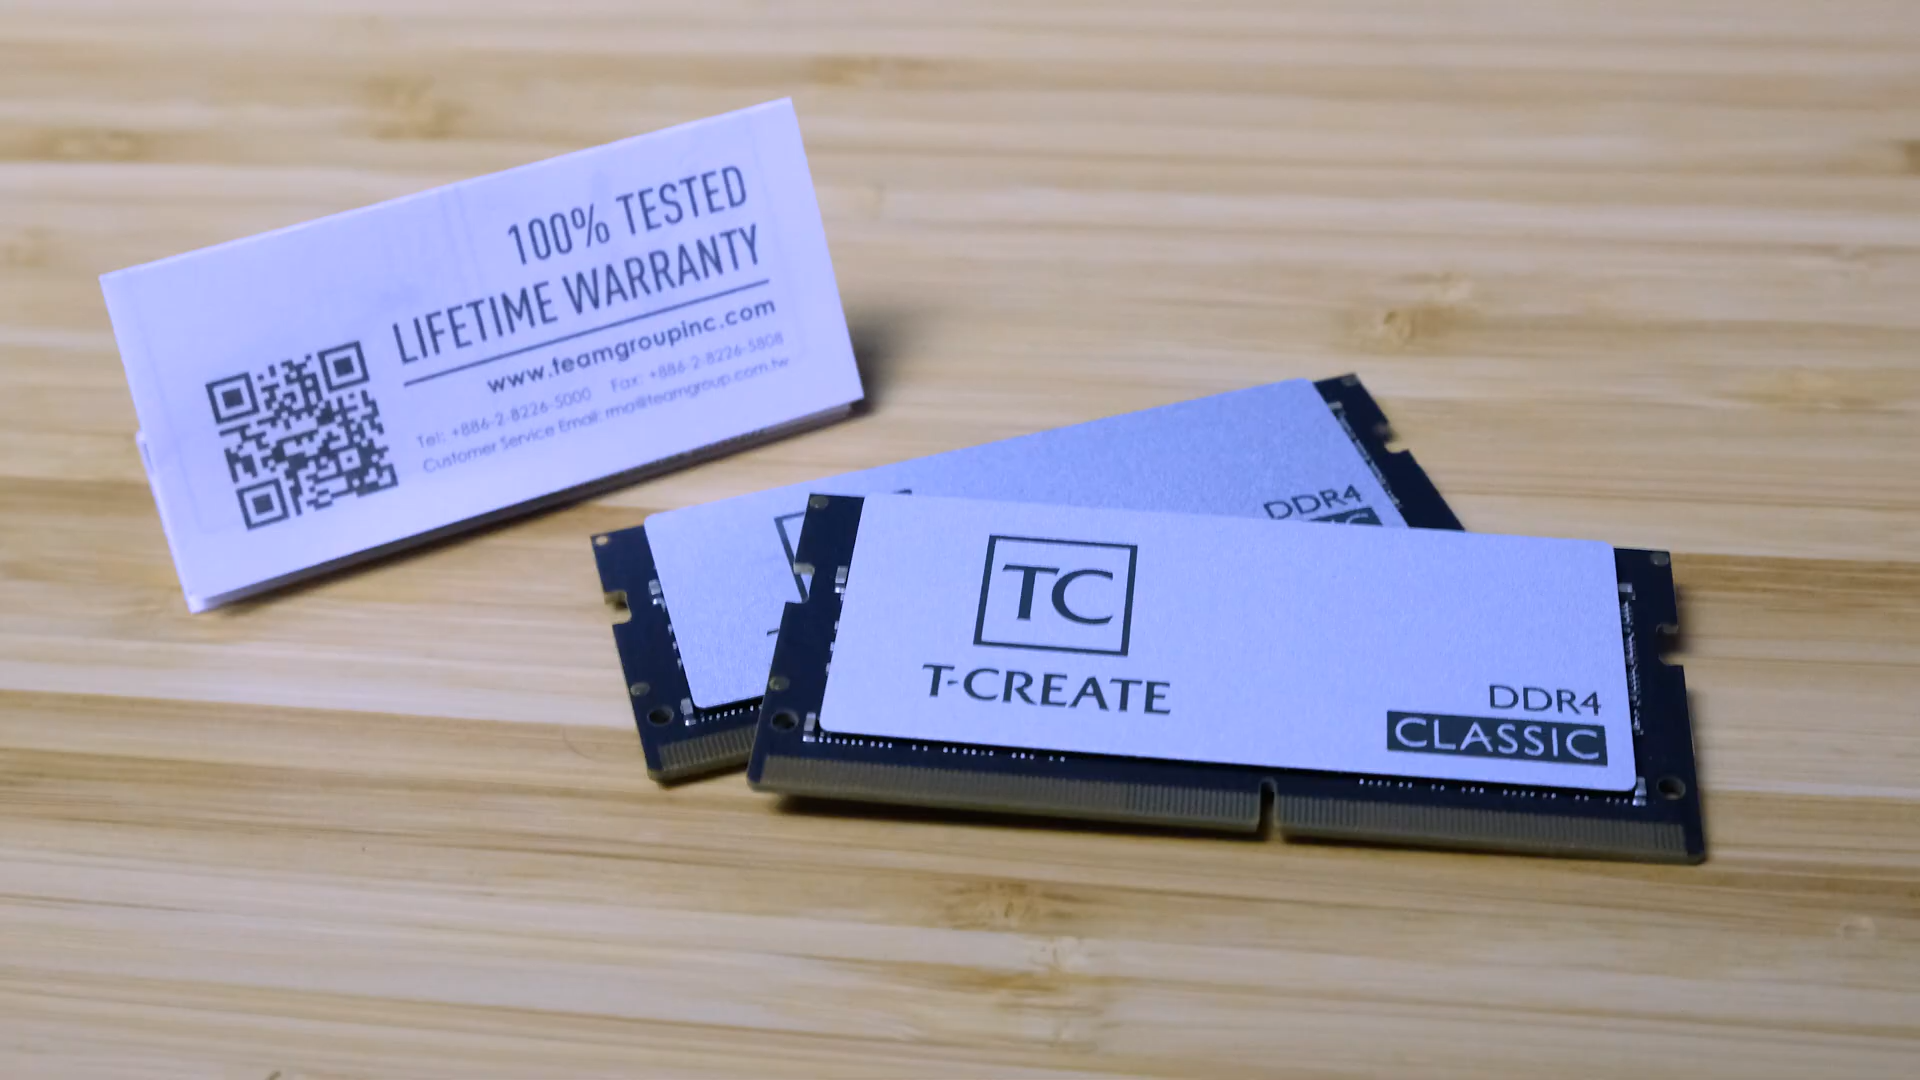 100% TESTED
LIFETIME WARRANTY
www.teamgroupinc.com
Tel: +886-2-8226-5000 Fax: +886-2-8226-5808
Customer Service Email: rma@teamgroup.com.tw
DDR4
TC
T-CREATE
DDR4
CLASSIC